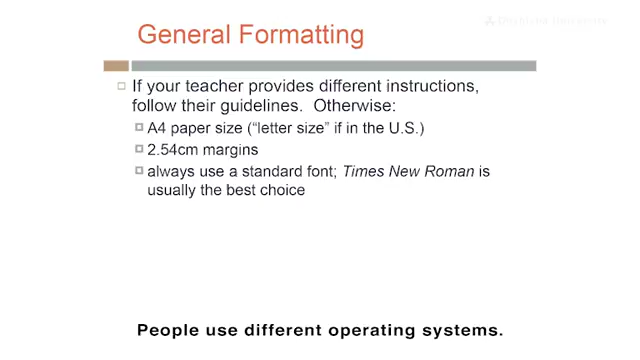 General Formatting
If your teacher provides different instructions,
follow their guidelines. Otherwise:
A4 paper size ("letter size" if in the U.S.)
2.54cm margins
always use a standard font; Times New Roman is
usually the best choice
People use different operating systems.